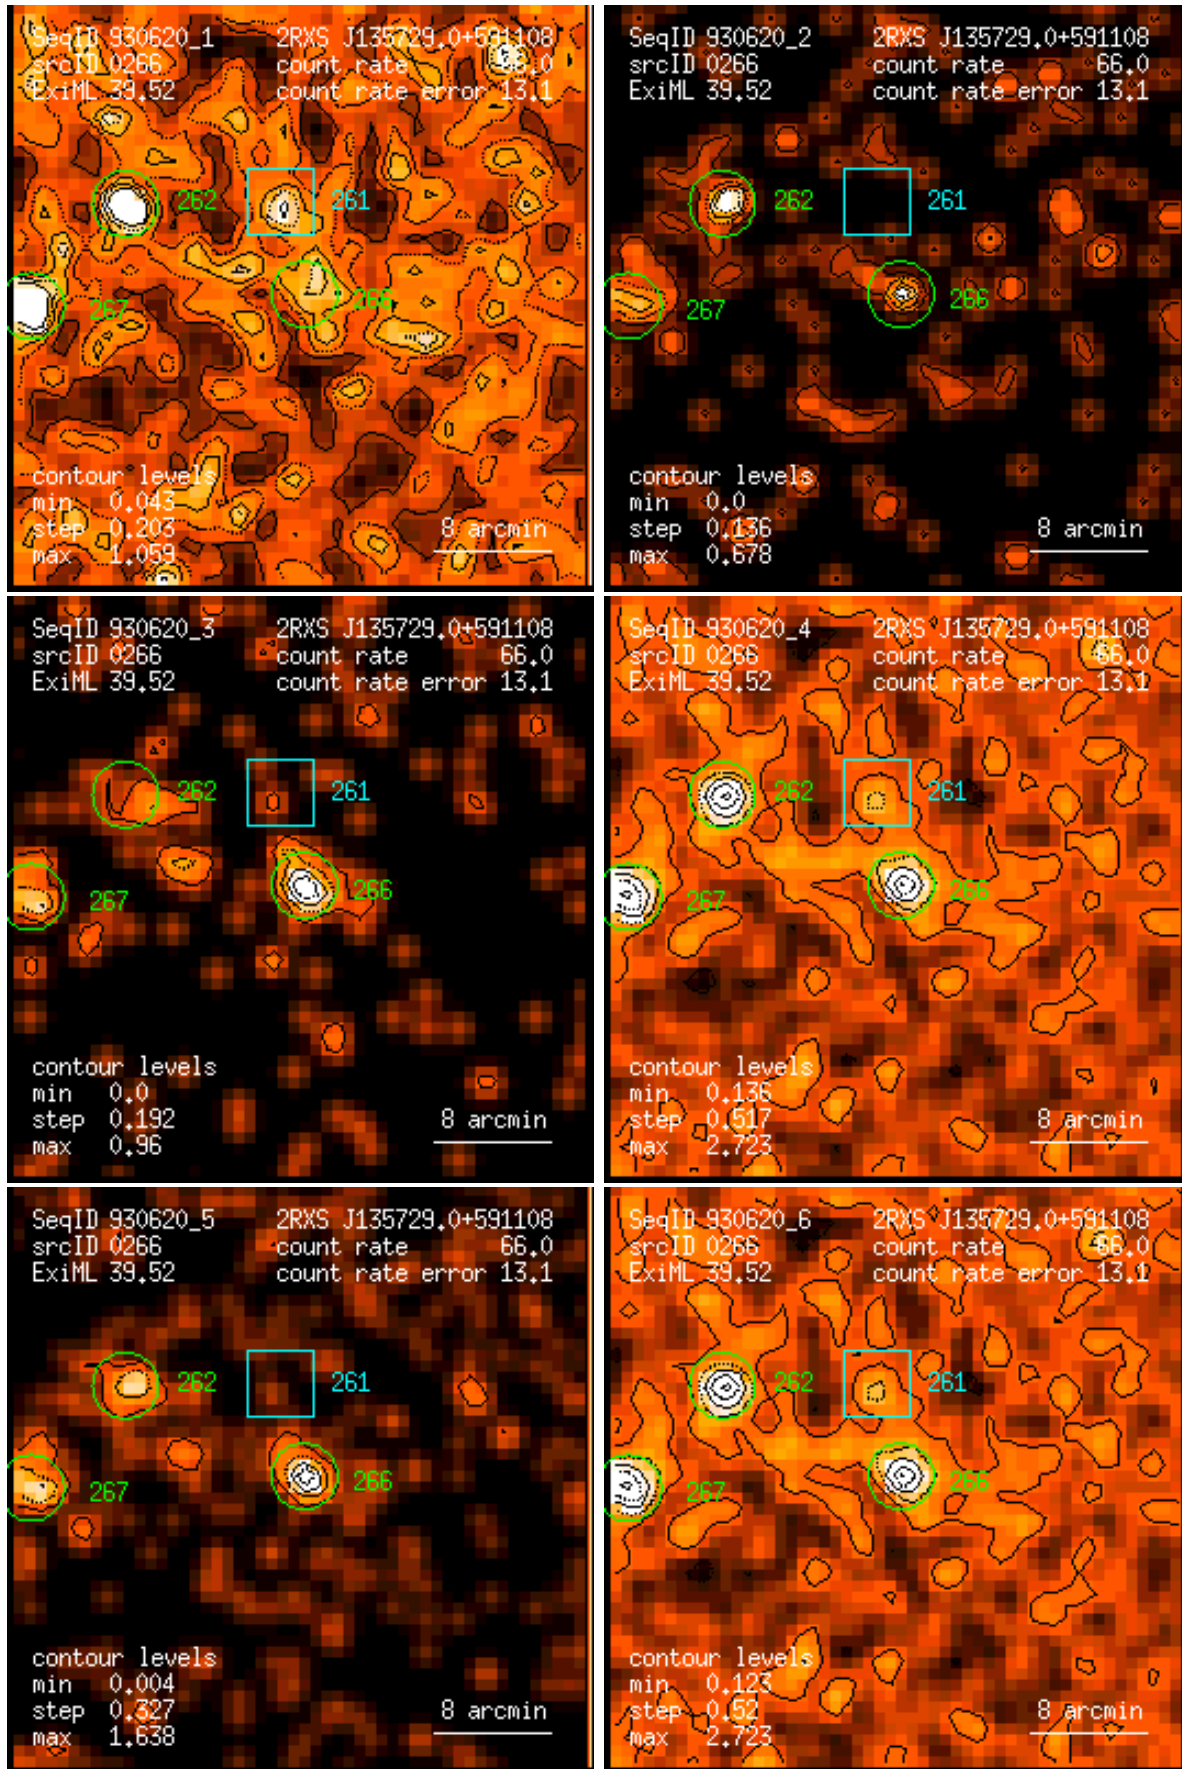 SeqID 930620_1 2RXS J135729.0+591108
srcID 0266 count rate 66.0
ExiML 39.52 count rate error 13.1
262 261
266
267
contour levels
min 0.043
step 0.203 8 arcmin
max 1.059
SeqID 930620_2 2RXS J135729.0+591108
srcID 0266 count rate 66.0
ExiML 39.52 count rate error 13.1
262 261
266
267
contour levels
min 0.0
step 0.136 8 arcmin
max 0.678
SeqID 930620_3 2RXS J135729.0+591108
srcID 0266 count rate 66.0
ExiML 39.52 count rate error 13.1
262 261
266
267
contour levels
min 0.0
step 0.192 8 arcmin
max 0.96
SeqID 930620_4 2RXS J135729.0+591108
srcID 0266 count rate 66.0
ExiML 39.52 count rate error 13.1
262 261
266
267
contour levels
min 0.136
step 0.517 8 arcmin
max 2.723
SeqID 930620_5 2RXS J135729.0+591108
srcID 0266 count rate 66.0
ExiML 39.52 count rate error 13.1
262 261
266
267
contour levels
min 0.004
step 0.327 8 arcmin
max 1.638
SeqID 930620_6 2RXS J135729.0+591108
srcID 0266 count rate 66.0
ExiML 39.52 count rate error 13.1
262 261
266
267
contour levels
min 0.123
step 0.52 8 arcmin
max 2.723